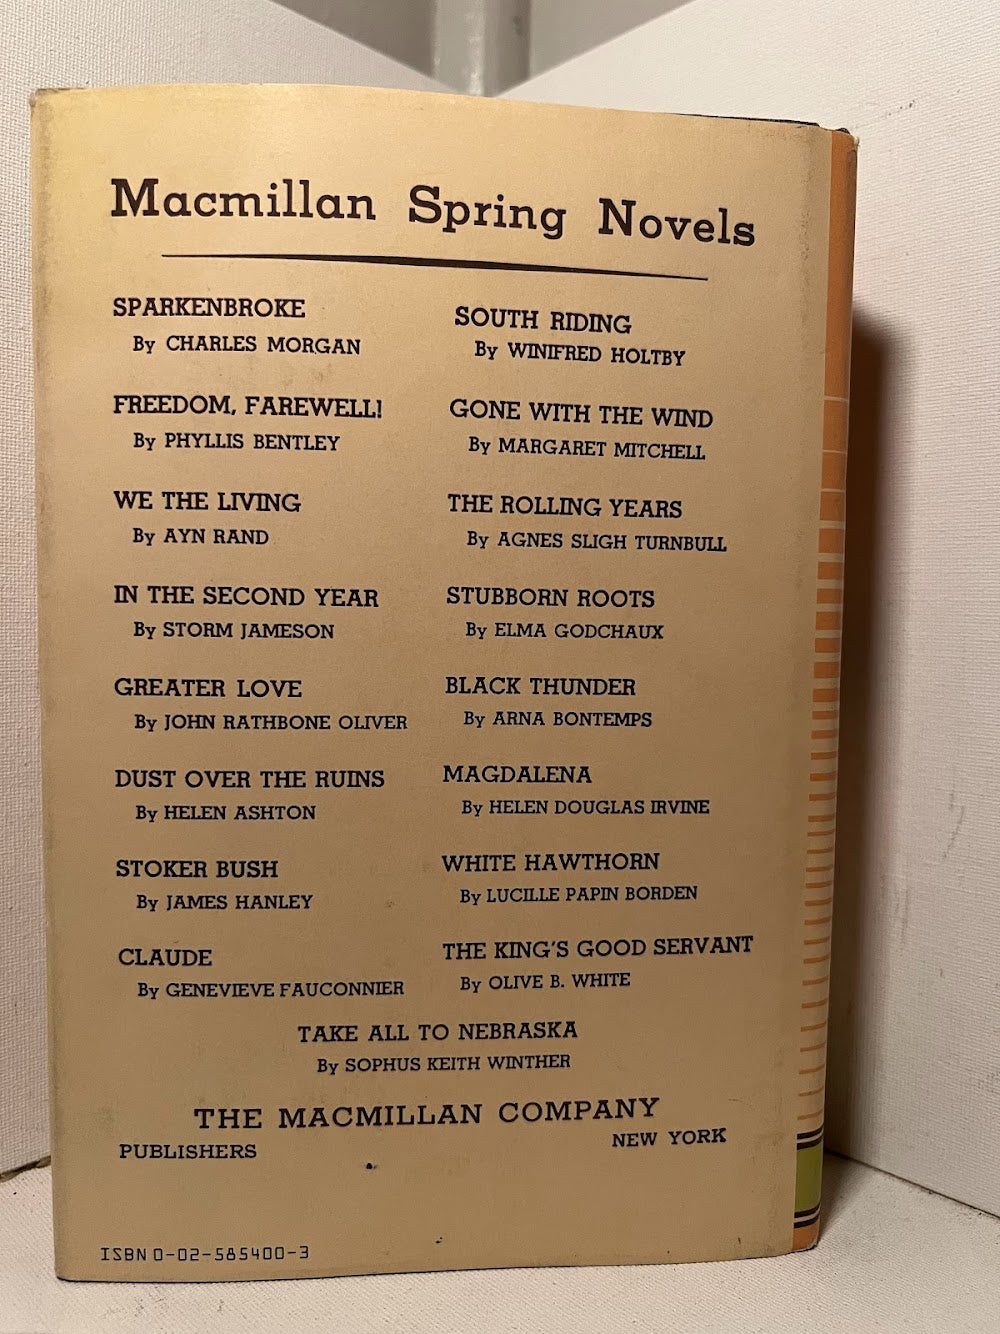 Macmillan Spring Novels
SPARKENBROKE
By CHARLES MORGAN
FREEDOM, FAREWELL!
By PHYLLIS BENTLEY
WE THE LIVING
By AYN RAND
IN THE SECOND YEAR
By STORM JAMESON
GREATER LOVE
By JOHN RATHBONE OLIVER
DUST OVER THE RUINS
By HELEN ASHTON
STOKER BUSH
By JAMES HANLEY
CLAUDE
By GENEVIEVE FAUCONNIER
SOUTH RIDING
By WINIFRED HOLTBY
GONE WITH THE WIND
By MARGARET MITCHELL
THE ROLLING YEARS
By AGNES SLIGH TURNBULL
STUBBORN ROOTS
By ELMA GODCHAUX
BLACK THUNDER
By ARNA BONTEMPS
MAGDALENA
By HELEN DOUGLAS IRVINE
WHITE HAWTHORN
By LUCILLE PAPIN BORDEN
THE KING'S GOOD SERVANT
By OLIVE B. WHITE
TAKE ALL TO NEBRASKA
By SOPHUS KEITH WINTHER
THE MACMILLAN COMPANY
PUBLISHERS NEW YORK
ISBN 0-02-585400-3